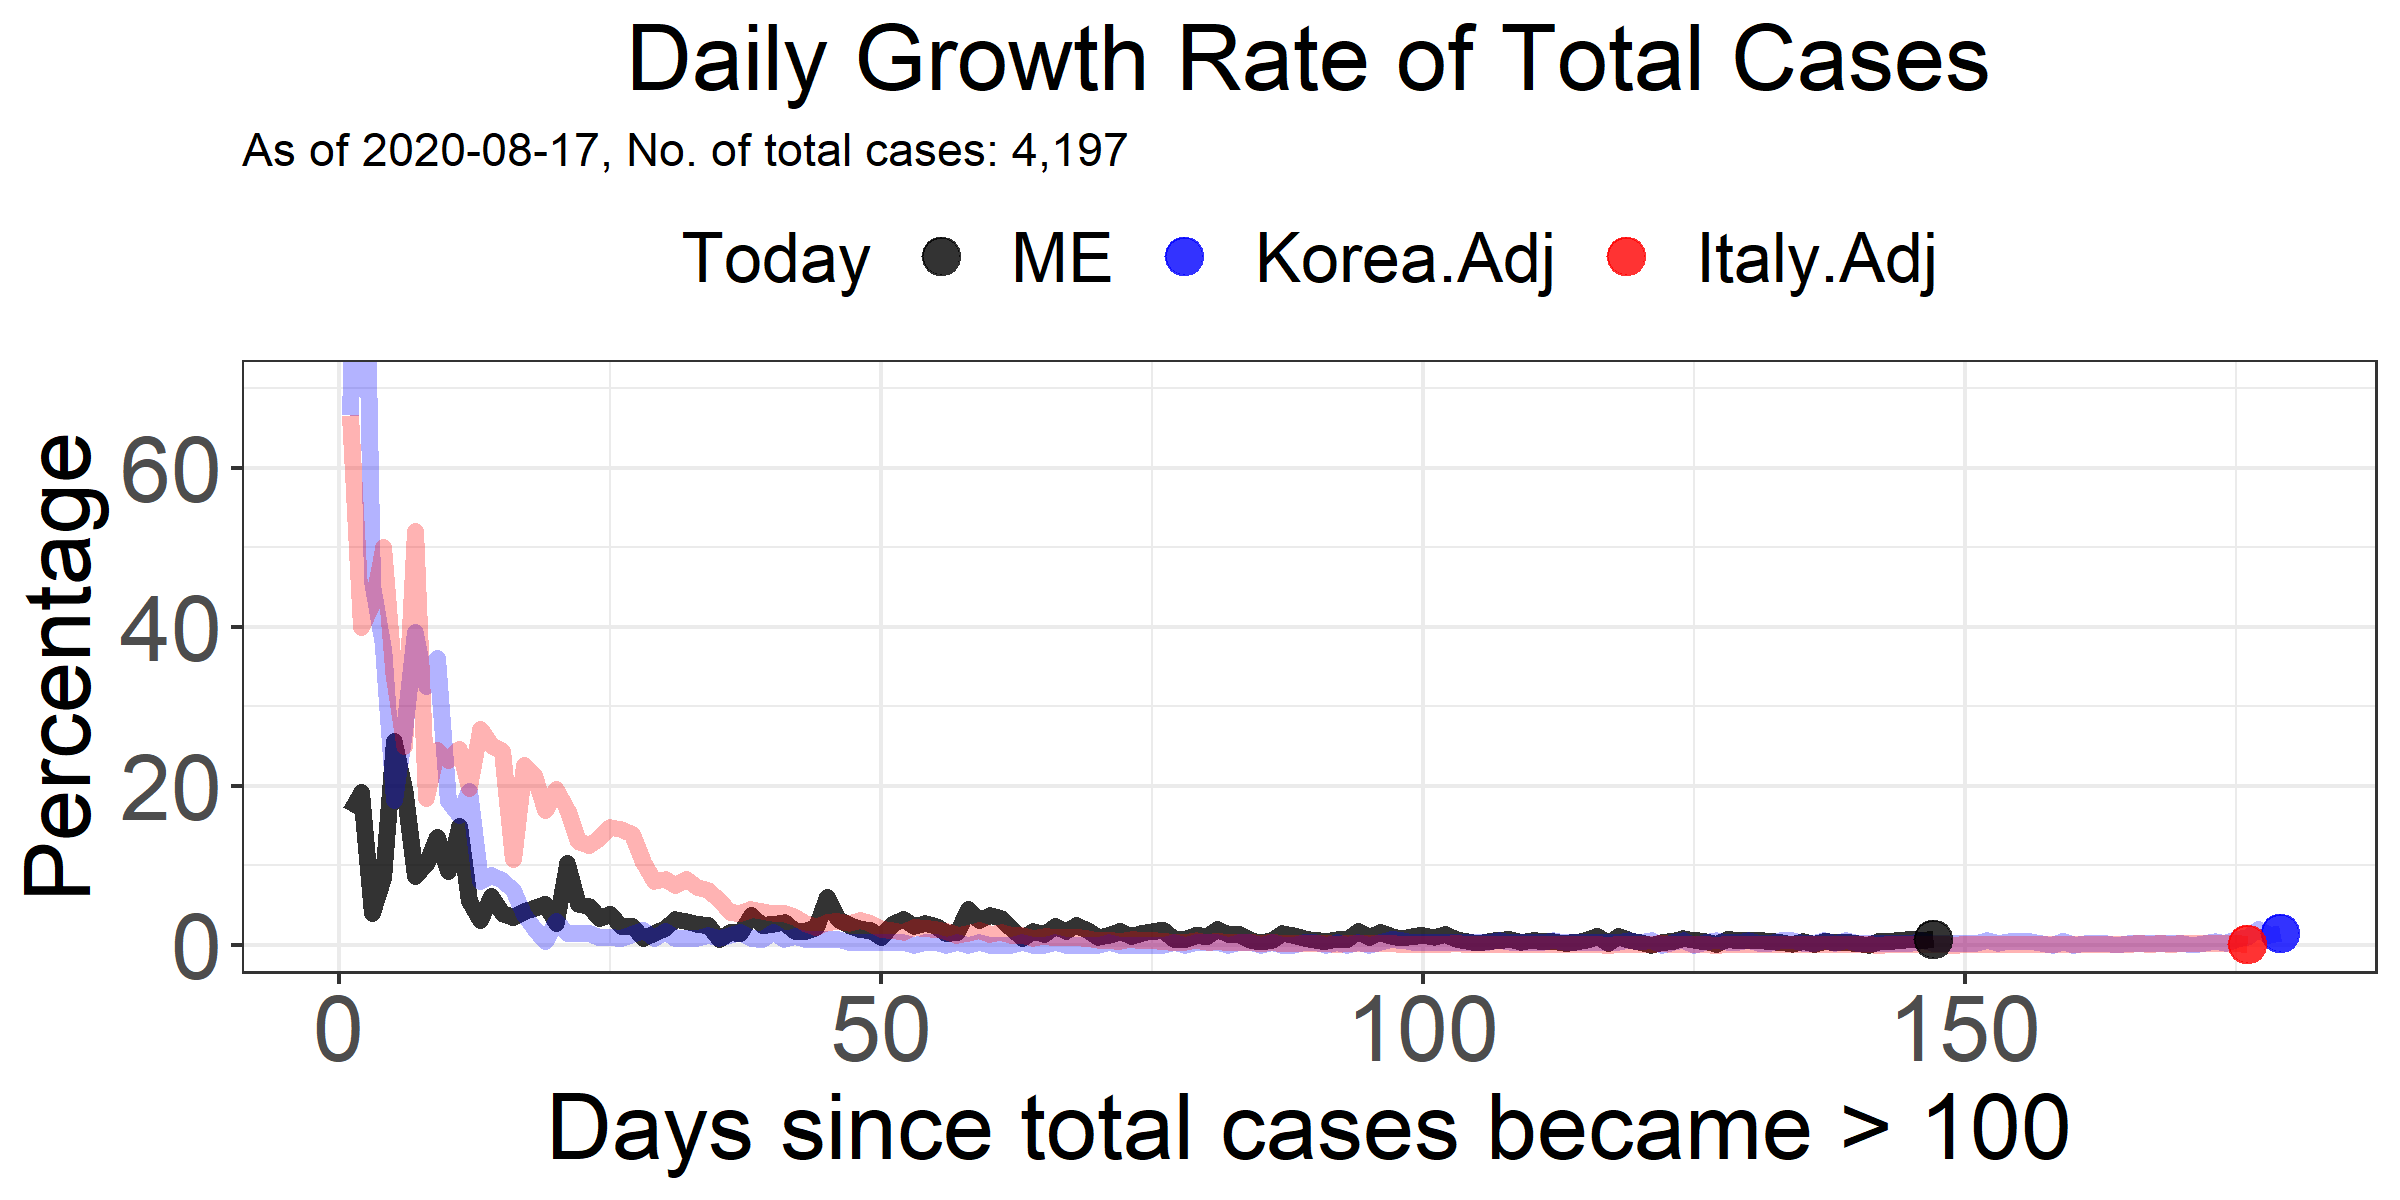 Daily Growth Rate of Total Cases
As of 2020-08-17, No. of total cases: 4,197
Today ME Korea.Adj Italy.Adj
Percentage
60
40
20
0
0 50 100 150
Days since total cases became > 100